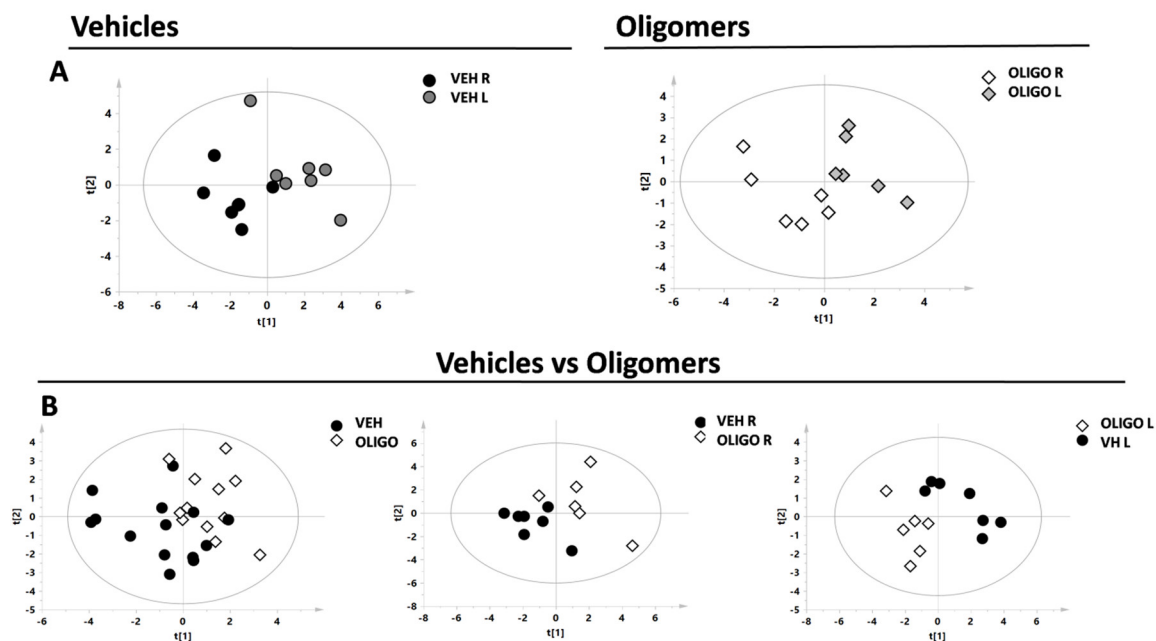 Vehicles
Oligomers
A
VEH R
VEH L
OLIGO R
OLIGO L
4
2
0
-2
-4
-6
t[2]
-8 -6 -4 -2 0 2 4 6
t[1]
4
3
2
1
0
-1
-2
-3
-4
-5
t[2]
-6 -4 -2 0 2 4
t[1]
Vehicles vs Oligomers
B
VEH
OLIGO
4
3
2
1
0
-1
-2
-3
-4
-5
t[2]
-6 -4 -2 0 2 4
t[1]
VEH R
OLIGO R
6
4
2
0
-2
-4
-6
-8
t[2]
-8 -6 -4 -2 0 2 4 6
t[1]
OLIGO L
VH L
4
3
2
1
0
-1
-2
-3
-4
-5
t[2]
-8 -6 -4 -2 0 2 4 6
t[1]